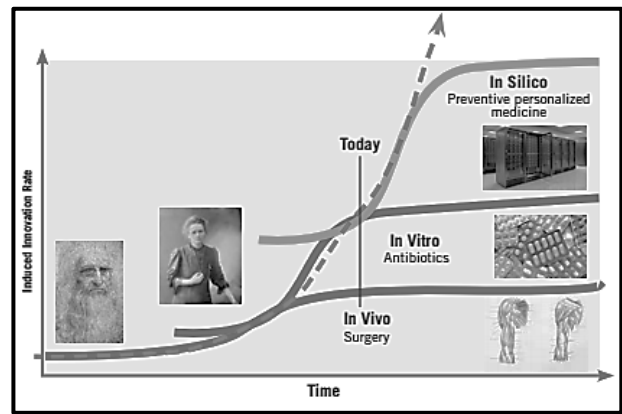 In Silico
Preventive personalized
medicine
Today
Induced Innovation Rate
In Vitro
Antibiotics
In Vivo
Surgery
Time